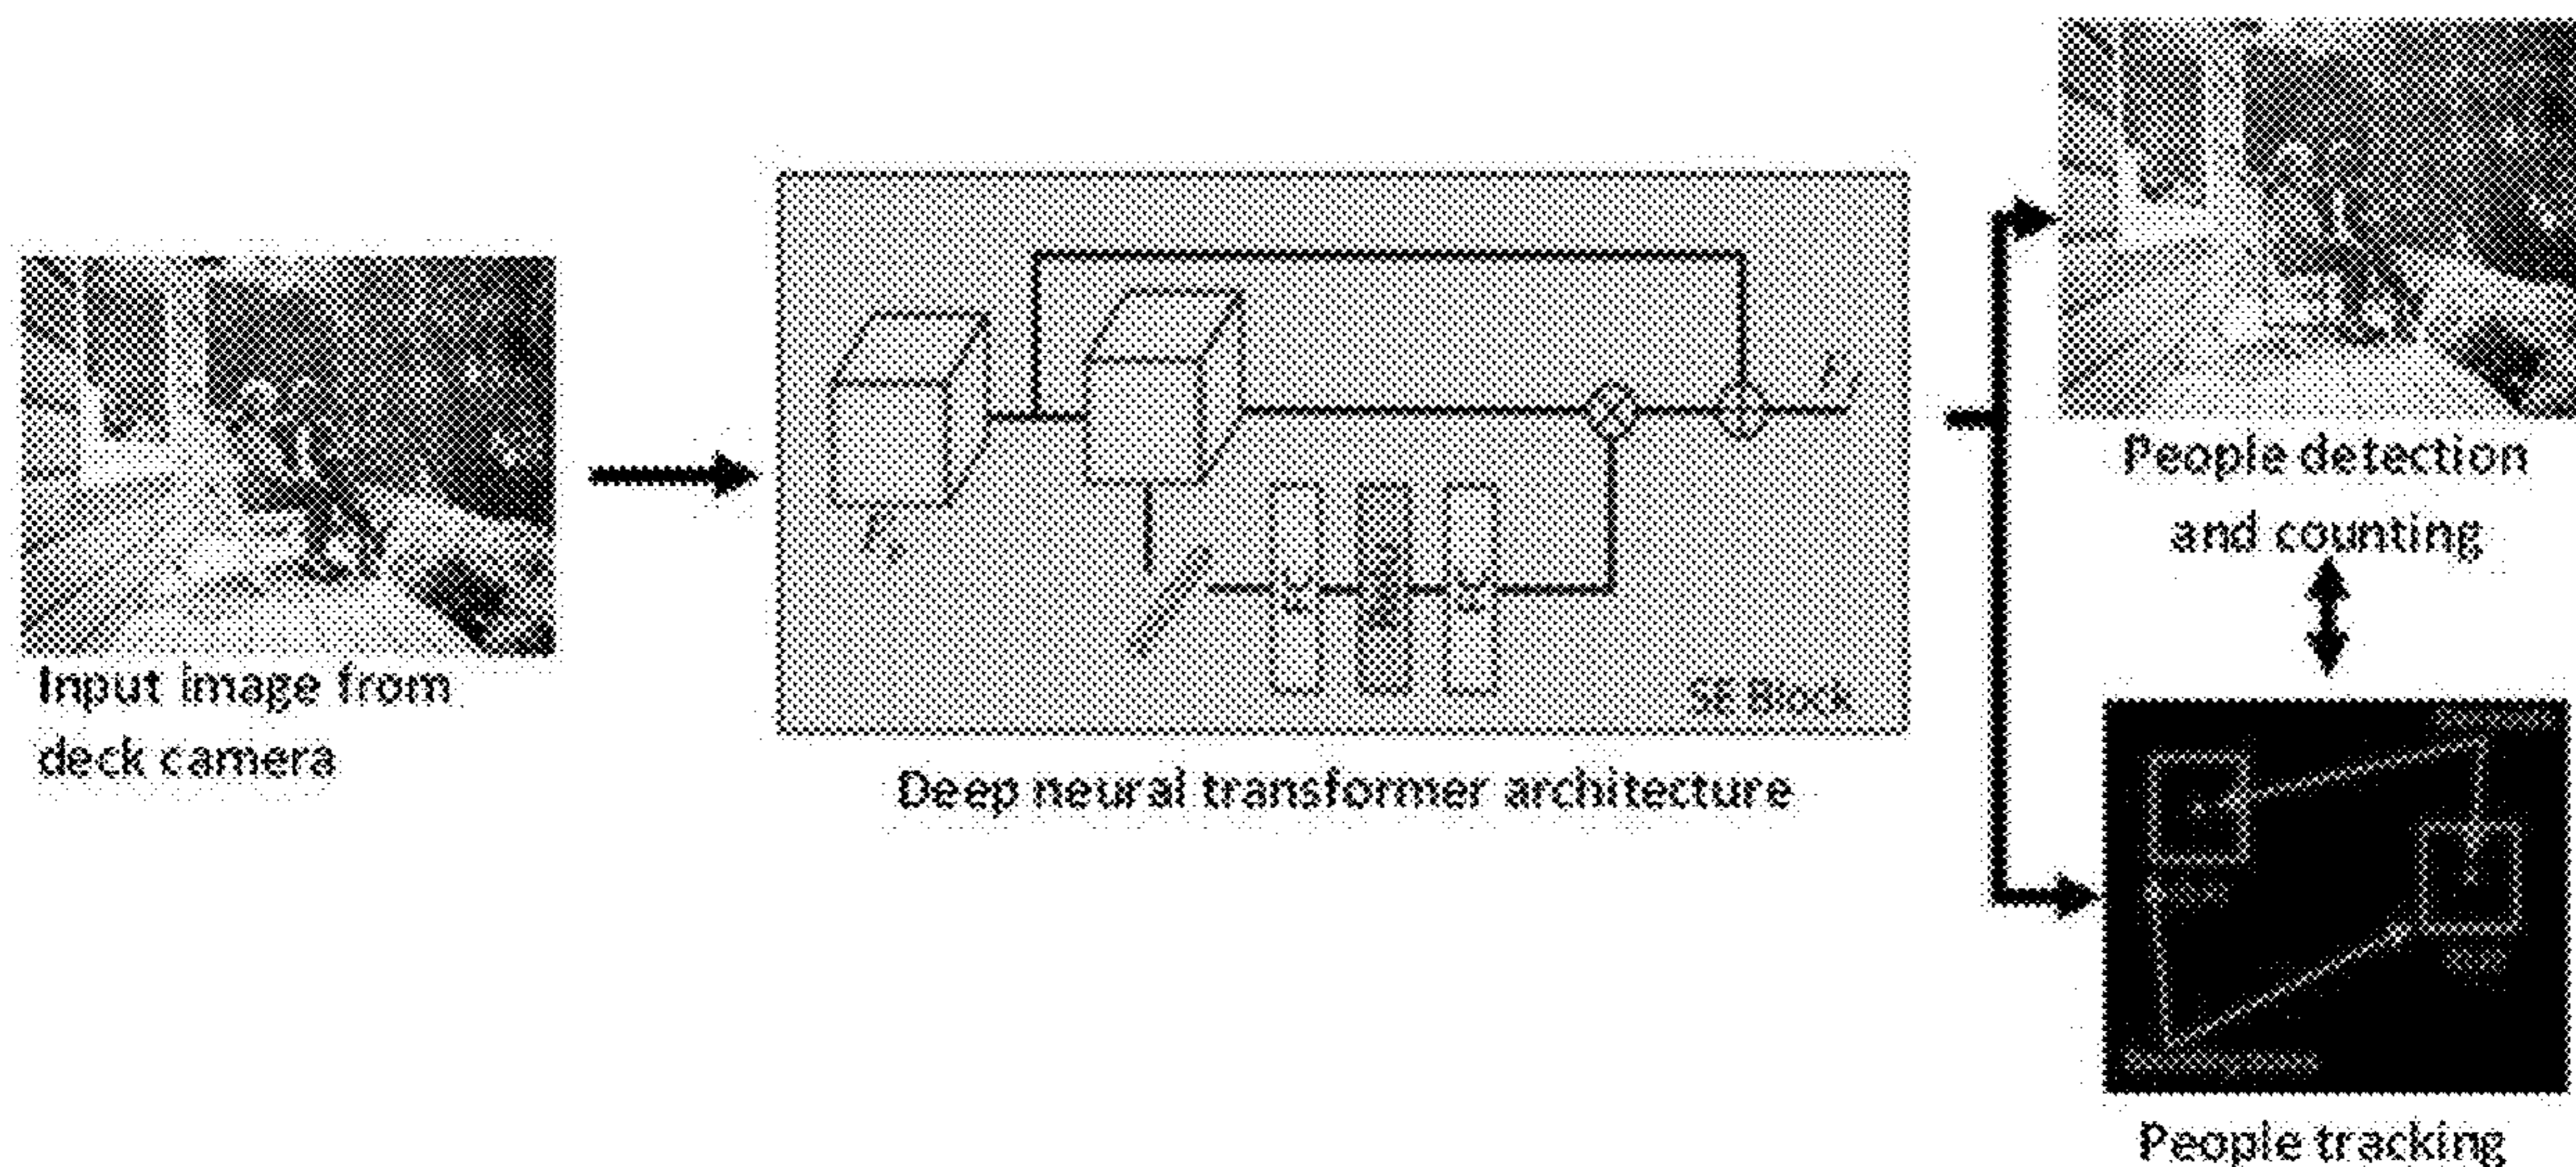 Input image from
deck camera
SE Block
Deep neural transformer architecture
People detection
and counting
People tracking